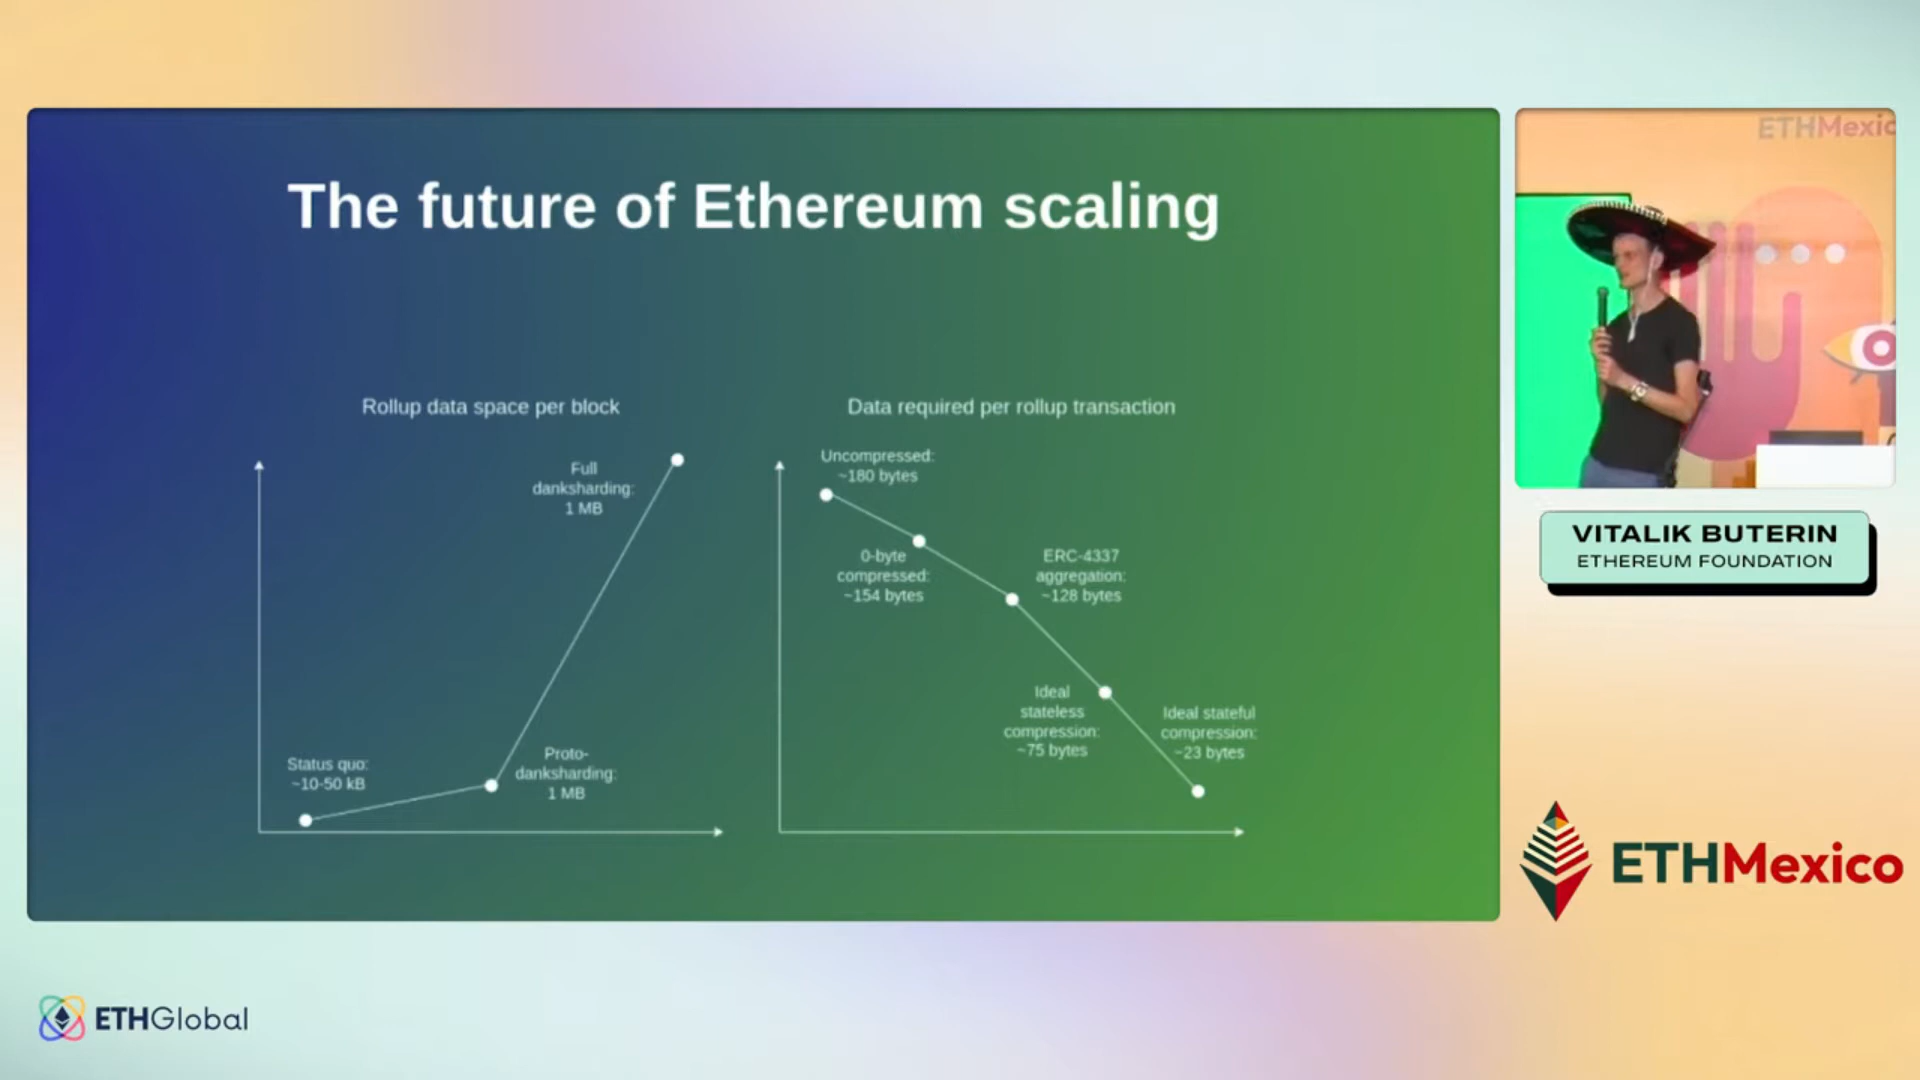 The future of Ethereum scaling
Rollup data space per block
Full
danksharding:
1 MB
Status quo:
~10-50 kB
Proto-
danksharding:
1 MB
Data required per rollup transaction
Uncompressed:
~180 bytes
0-byte
compressed:
~154 bytes
ERC-4337
aggregation:
~128 bytes
Ideal
stateless
compression:
~75 bytes
Ideal stateful
compression:
~23 bytes
ETHMexic
VITALIK BUTERIN
ETHEREUM FOUNDATION
ETHMexico
ETHGlobal